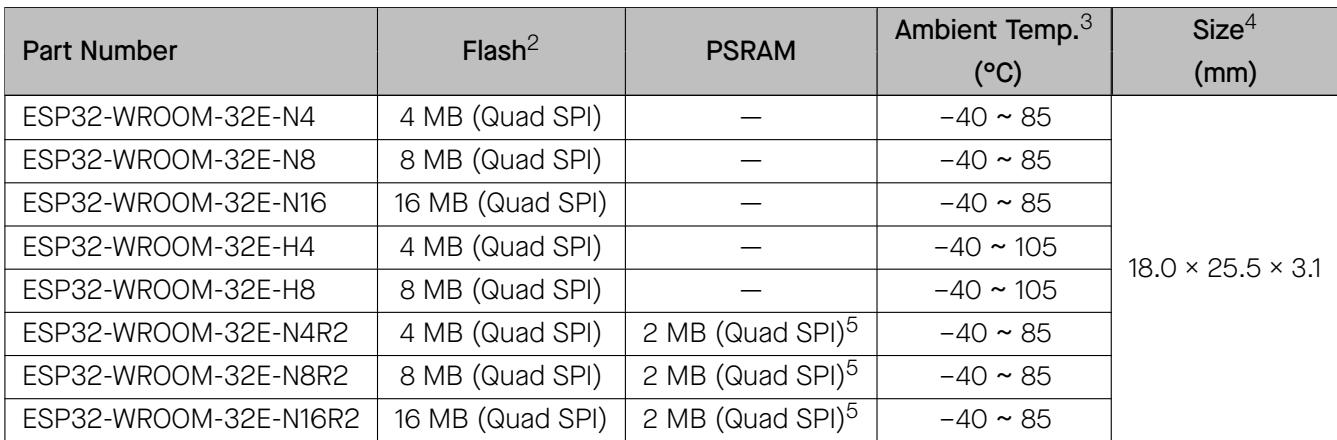 Part Number Flash2 PSRAM Ambient Temp.3 (°C) Size4 (mm)
ESP32-WROOM-32E-N4 4 MB (Quad SPI) — –40 ~ 85
ESP32-WROOM-32E-N8 8 MB (Quad SPI) — –40 ~ 85
ESP32-WROOM-32E-N16 16 MB (Quad SPI) — –40 ~ 85
ESP32-WROOM-32E-H4 4 MB (Quad SPI) — –40 ~ 105
ESP32-WROOM-32E-H8 8 MB (Quad SPI) — –40 ~ 105
18.0 × 25.5 × 3.1
ESP32-WROOM-32E-N4R2 4 MB (Quad SPI) 2 MB (Quad SPI)5 –40 ~ 85
ESP32-WROOM-32E-N8R2 8 MB (Quad SPI) 2 MB (Quad SPI)5 –40 ~ 85
ESP32-WROOM-32E-N16R2 16 MB (Quad SPI) 2 MB (Quad SPI)5 –40 ~ 85